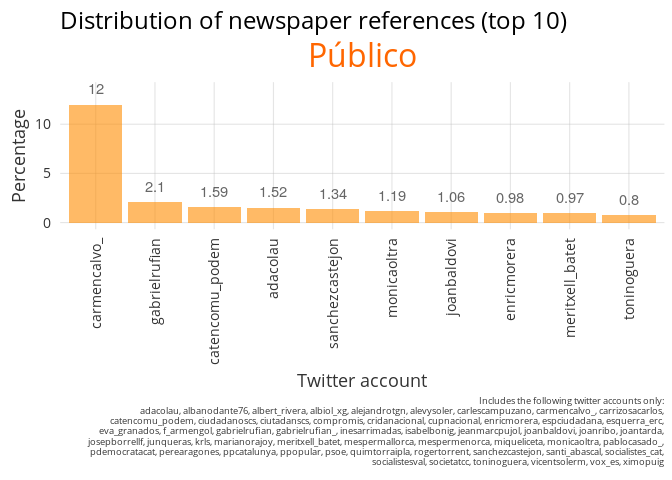 Distribution of newspaper references (top 10)
Público
12
2.1
1.59
1.52
1.34
1.19
1.06
0.98
0.97
0.8
Percentage
10
5
0
carmencalvo_
gabrielrufian
catencomu_podem
adacolau
sanchezcastejon
monicaoltra
joanbaldovi
enricmorera
meritxell_batet
toninoguera
Twitter account
Includes the following twitter accounts only:
adacolau, albanodante76, albert_rivera, albiol_xg, alejandrotgn, alevysoler, carlescampuzano, carmencalvo_, carrizosacarlos,
catencomu_podem, ciudadanoscs, ciutadanscs, compromis, cridanacional, cupnacional, enricmorera, espciudadana, esquerra_erc,
eva_granados, f_armengol, gabrielrufian, gabrielrufian_, inesarrimadas, isabelbonig, jeanmarcpujol, joanbaldovi, joanribo, joantarda,
josepborrellf, junqueras, krls, marianorajoy, meritxell_batet, mespermallorca, mespermenorca, miqueliceta, monicaoltra, pablocasado_,
pdemocratacat, perearagones, ppcatalunya, ppopular, psoe, quimtorraipla, rogertorrent, sanchezcastejon, santi_abascal, socialistes_cat,
socialistesval, societatcc, toninoguera, vicentsolerm, vox_es, ximopuig